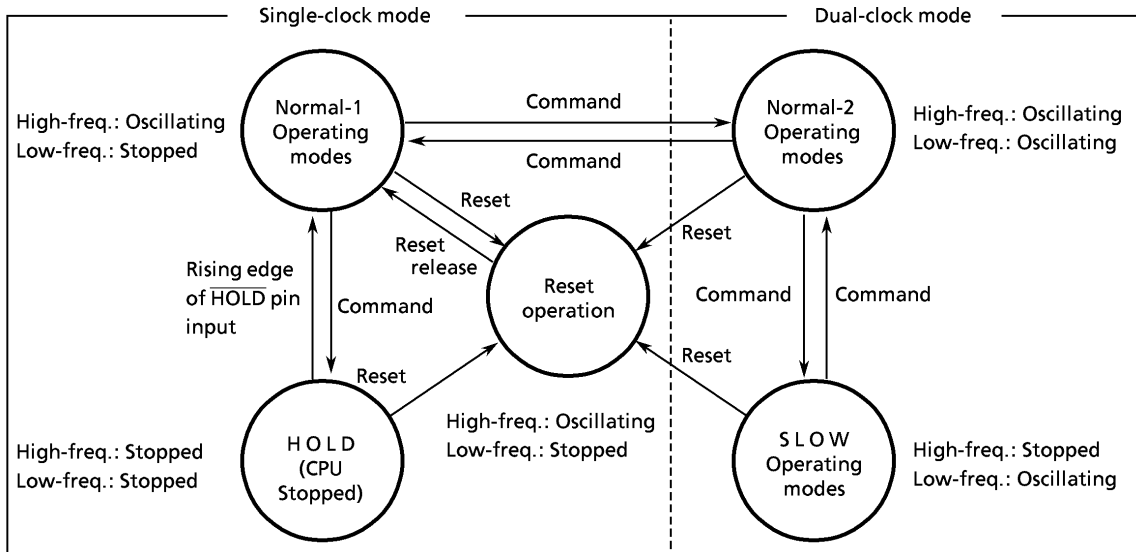 Single-clock mode
Dual-clock mode
High-freq.: Oscillating
Low-freq.: Stopped
Normal-1
Operating
modes
Command
Command
Normal-2
Operating
modes
High-freq.: Oscillating
Low-freq.: Oscillating
Reset
Reset
release
Reset
Rising edge
of HOLD pin
input
Command
Reset
operation
Command
Command
Reset
Reset
High-freq.: Oscillating
Low-freq.: Stopped
High-freq.: Stopped
Low-freq.: Stopped
H O L D
(CPU
Stopped)
S L O W
Operating
modes
High-freq.: Stopped
Low-freq.: Oscillating